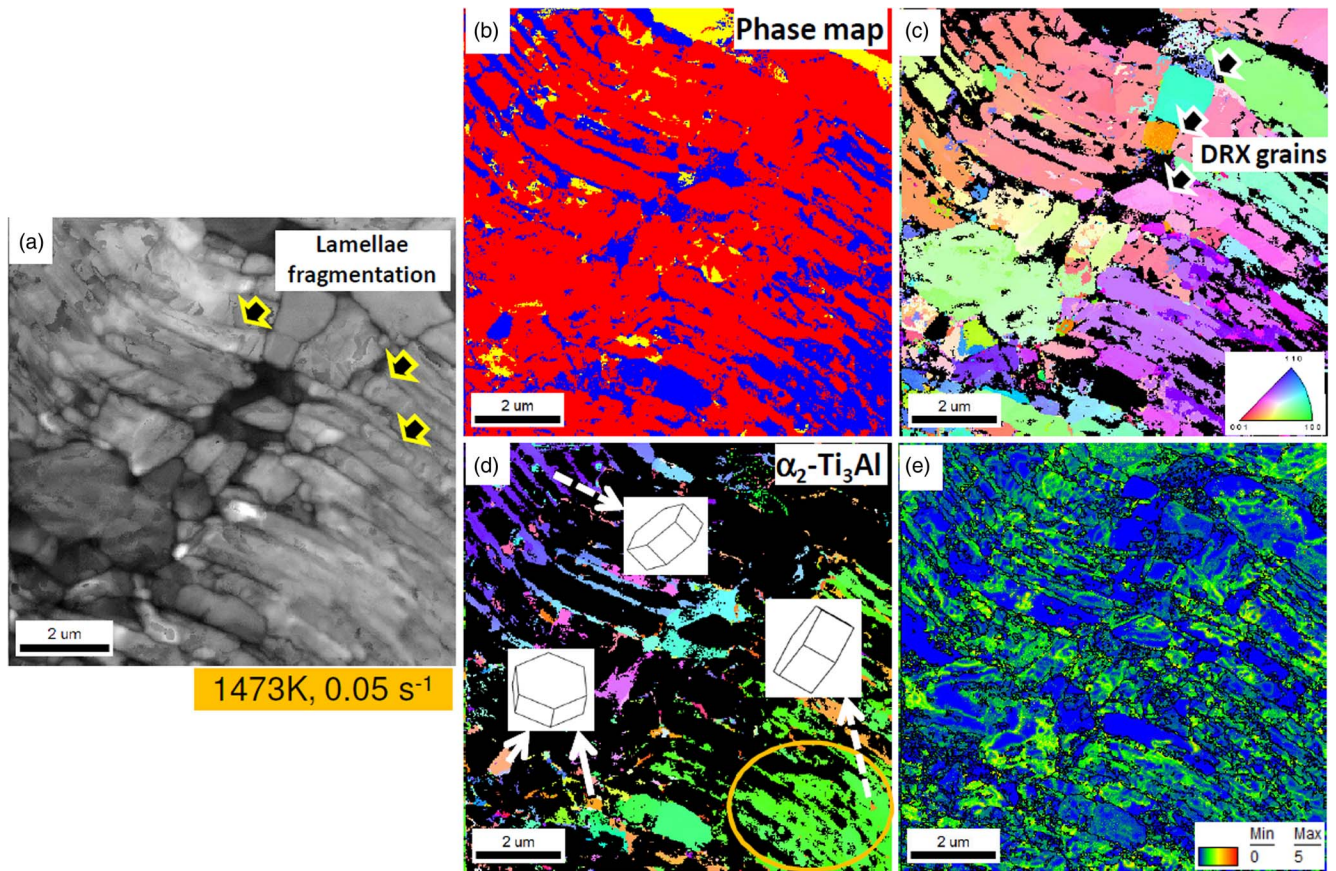 (a)
Lamellae
fragmentation
2 um
1473K, 0.05 s⁻¹
(b)
Phase map
2 um
(c)
DRX grains
110
001
100
2 um
(d)
α₂-Ti₃Al
2 um
(e)
2 um
Min Max
0 5